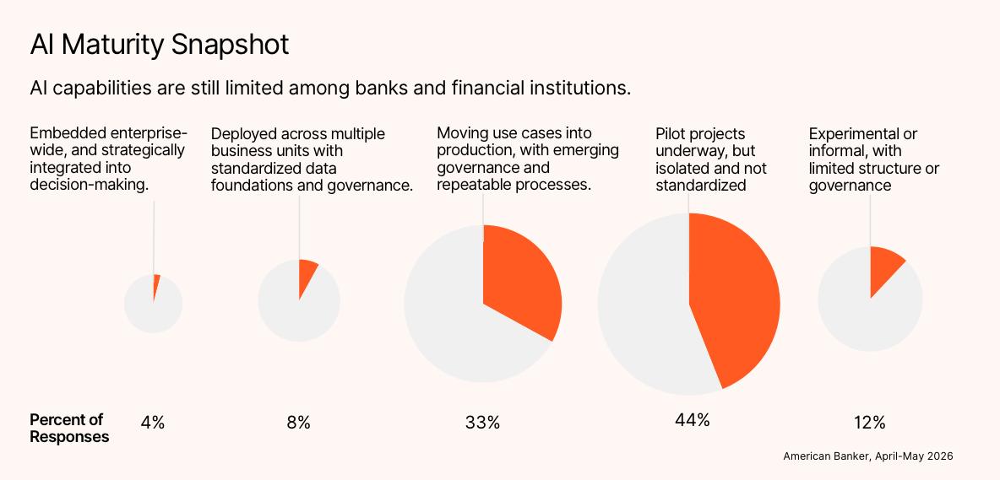 AI Maturity Snapshot
AI capabilities are still limited among banks and financial institutions.
Embedded enterprise-
wide, and strategically
integrated into
decision-making.
Deployed across multiple
business units with
standardized data
foundations and governance.
Moving use cases into
production, with emerging
governance and
repeatable processes.
Pilot projects
underway, but
isolated and not
standardized
Experimental or
informal, with
limited structure or
governance
Percent of
Responses
4%
8%
33%
44%
12%
American Banker, April-May 2026